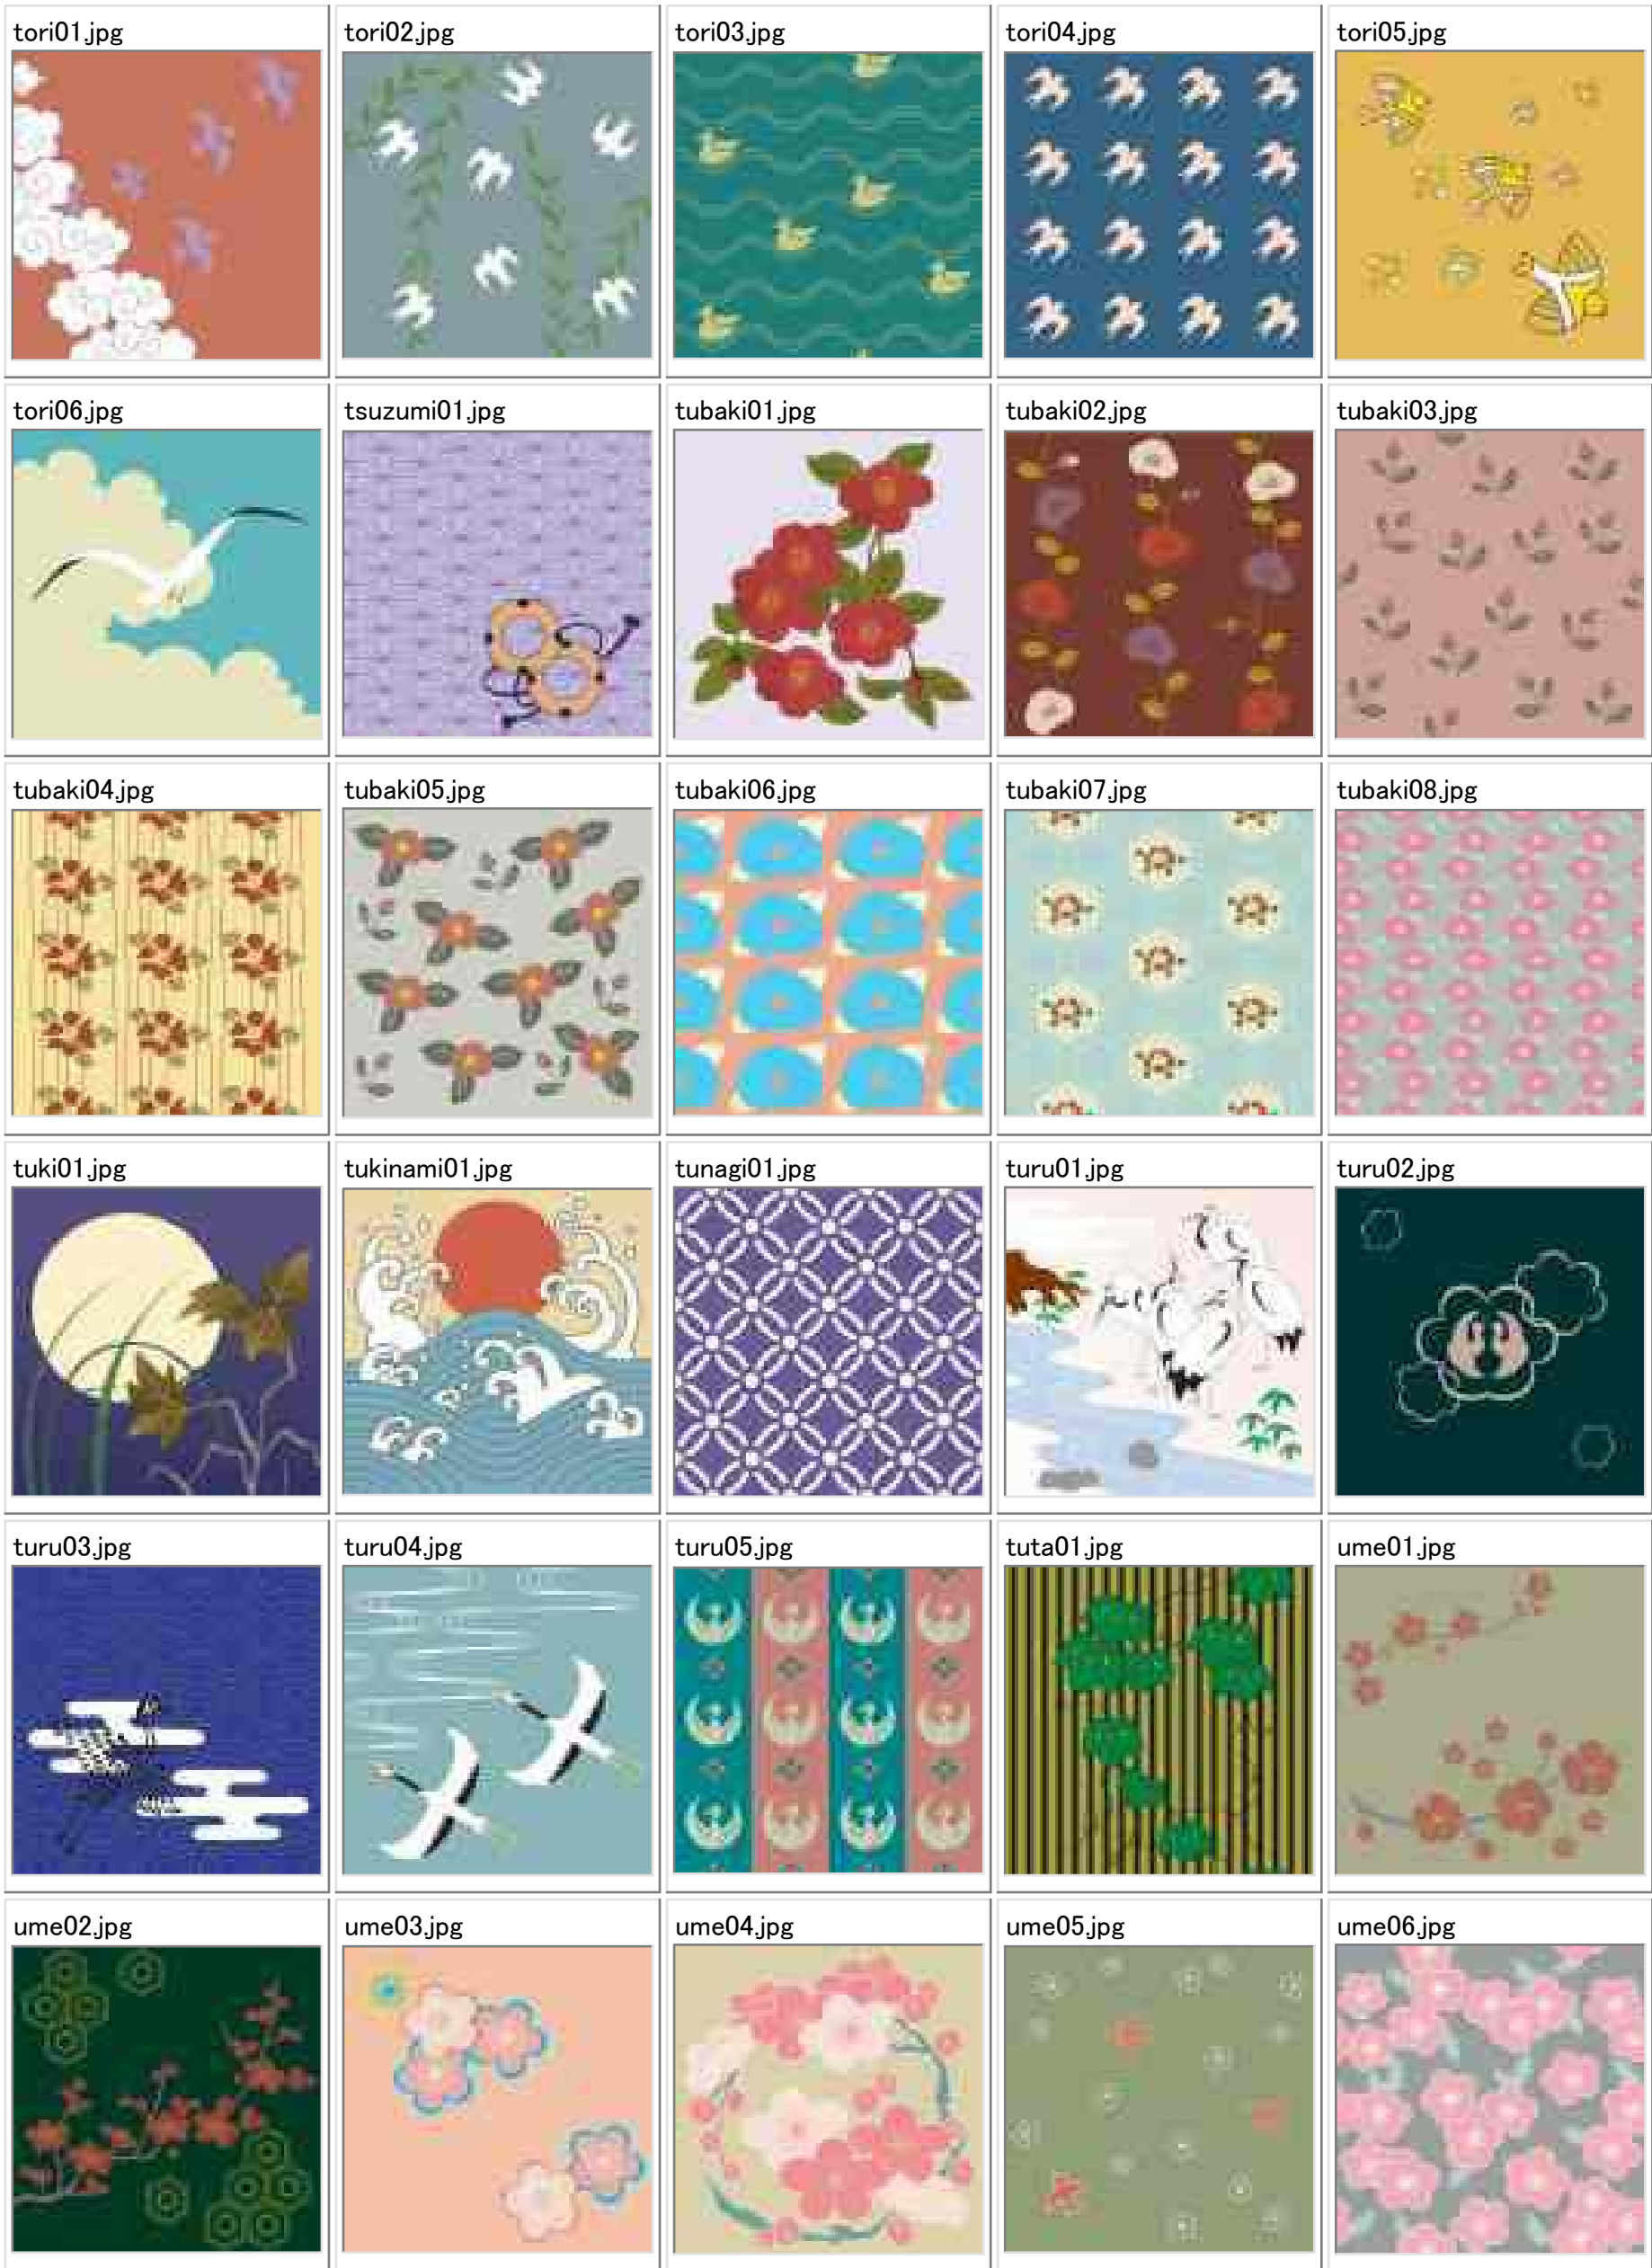 tori01.jpg
tori02.jpg
tori03.jpg
tori04.jpg
tori05.jpg
tori06.jpg
tsuzumi01.jpg
tubaki01.jpg
tubaki02.jpg
tubaki03.jpg
tubaki04.jpg
tubaki05.jpg
tubaki06.jpg
tubaki07.jpg
tubaki08.jpg
tuki01.jpg
tukinami01.jpg
tunagi01.jpg
turu01.jpg
turu02.jpg
turu03.jpg
turu04.jpg
turu05.jpg
tuta01.jpg
ume01.jpg
ume02.jpg
ume03.jpg
ume04.jpg
ume05.jpg
ume06.jpg